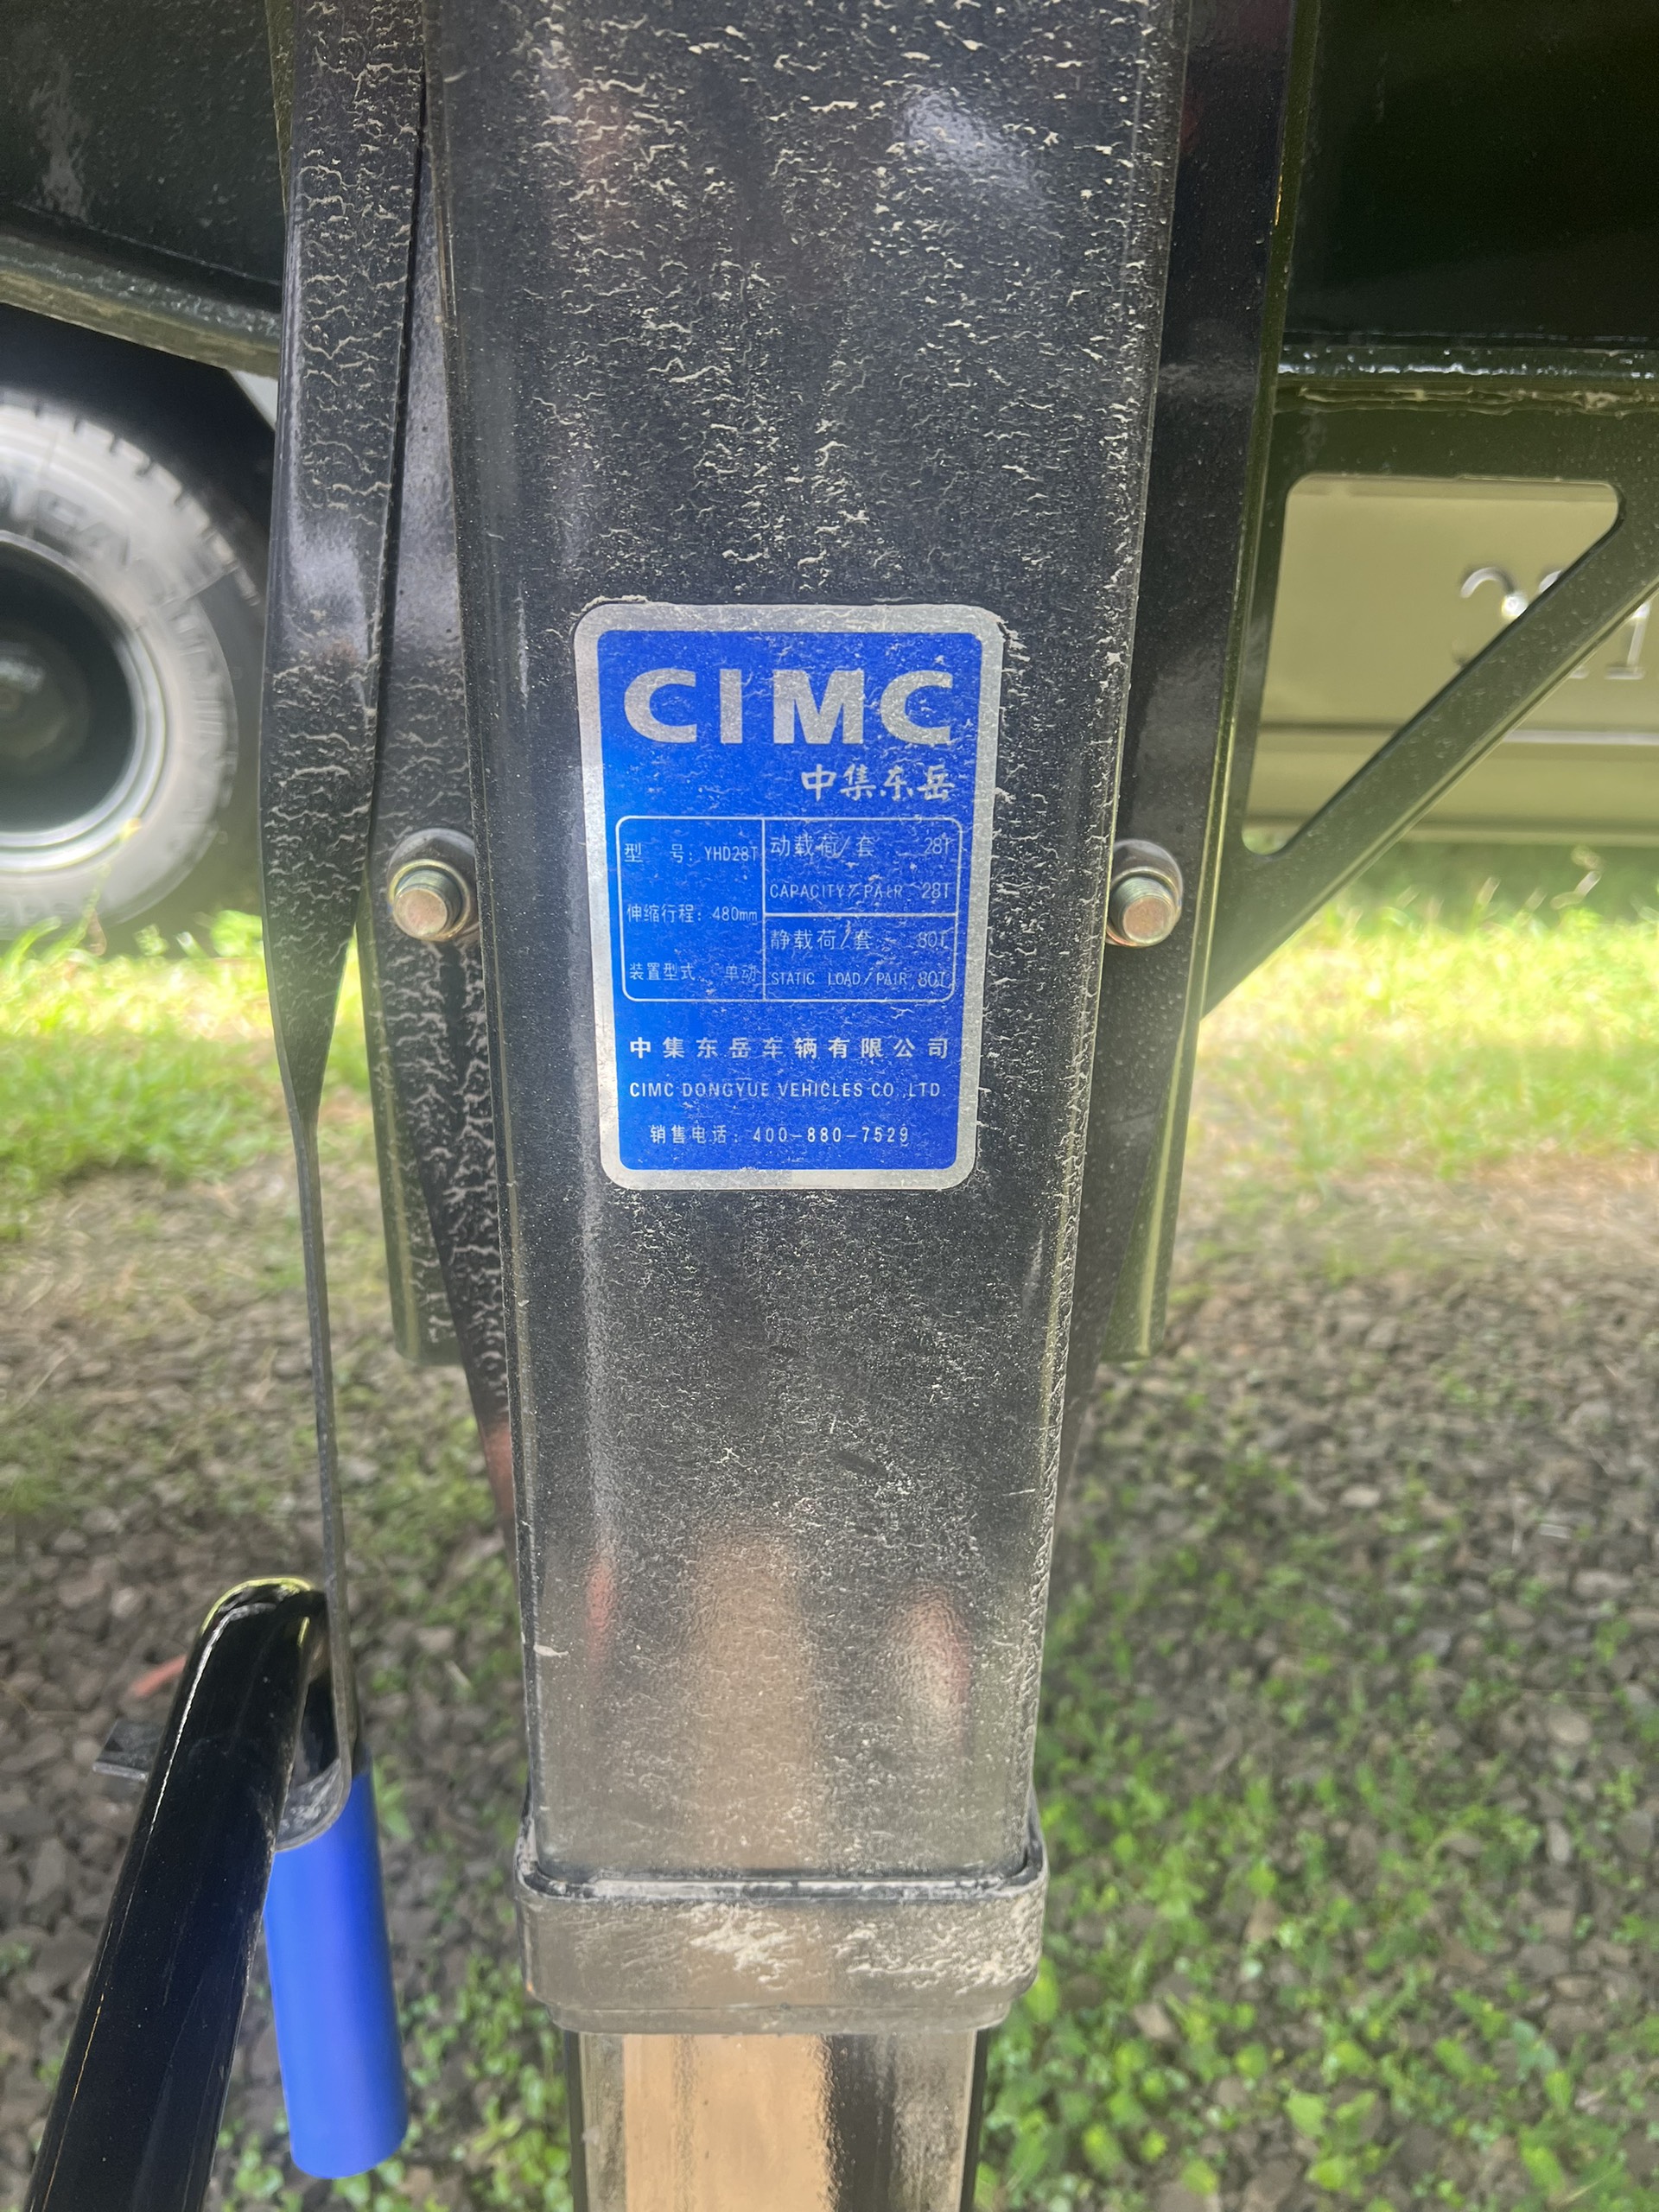 CIMC
中集东岳
型 号: YHD28T
伸缩行程: 480mm
装置型式 单动
动载荷/套 28T
CAPACITY/PAIR 28T
静载荷/套 80T
STATIC LOAD/PAIR 80T
中集东岳车辆有限公司
CIMC DONGYUE VEHICLES CO.,LTD
销售电话: 400-880-7529